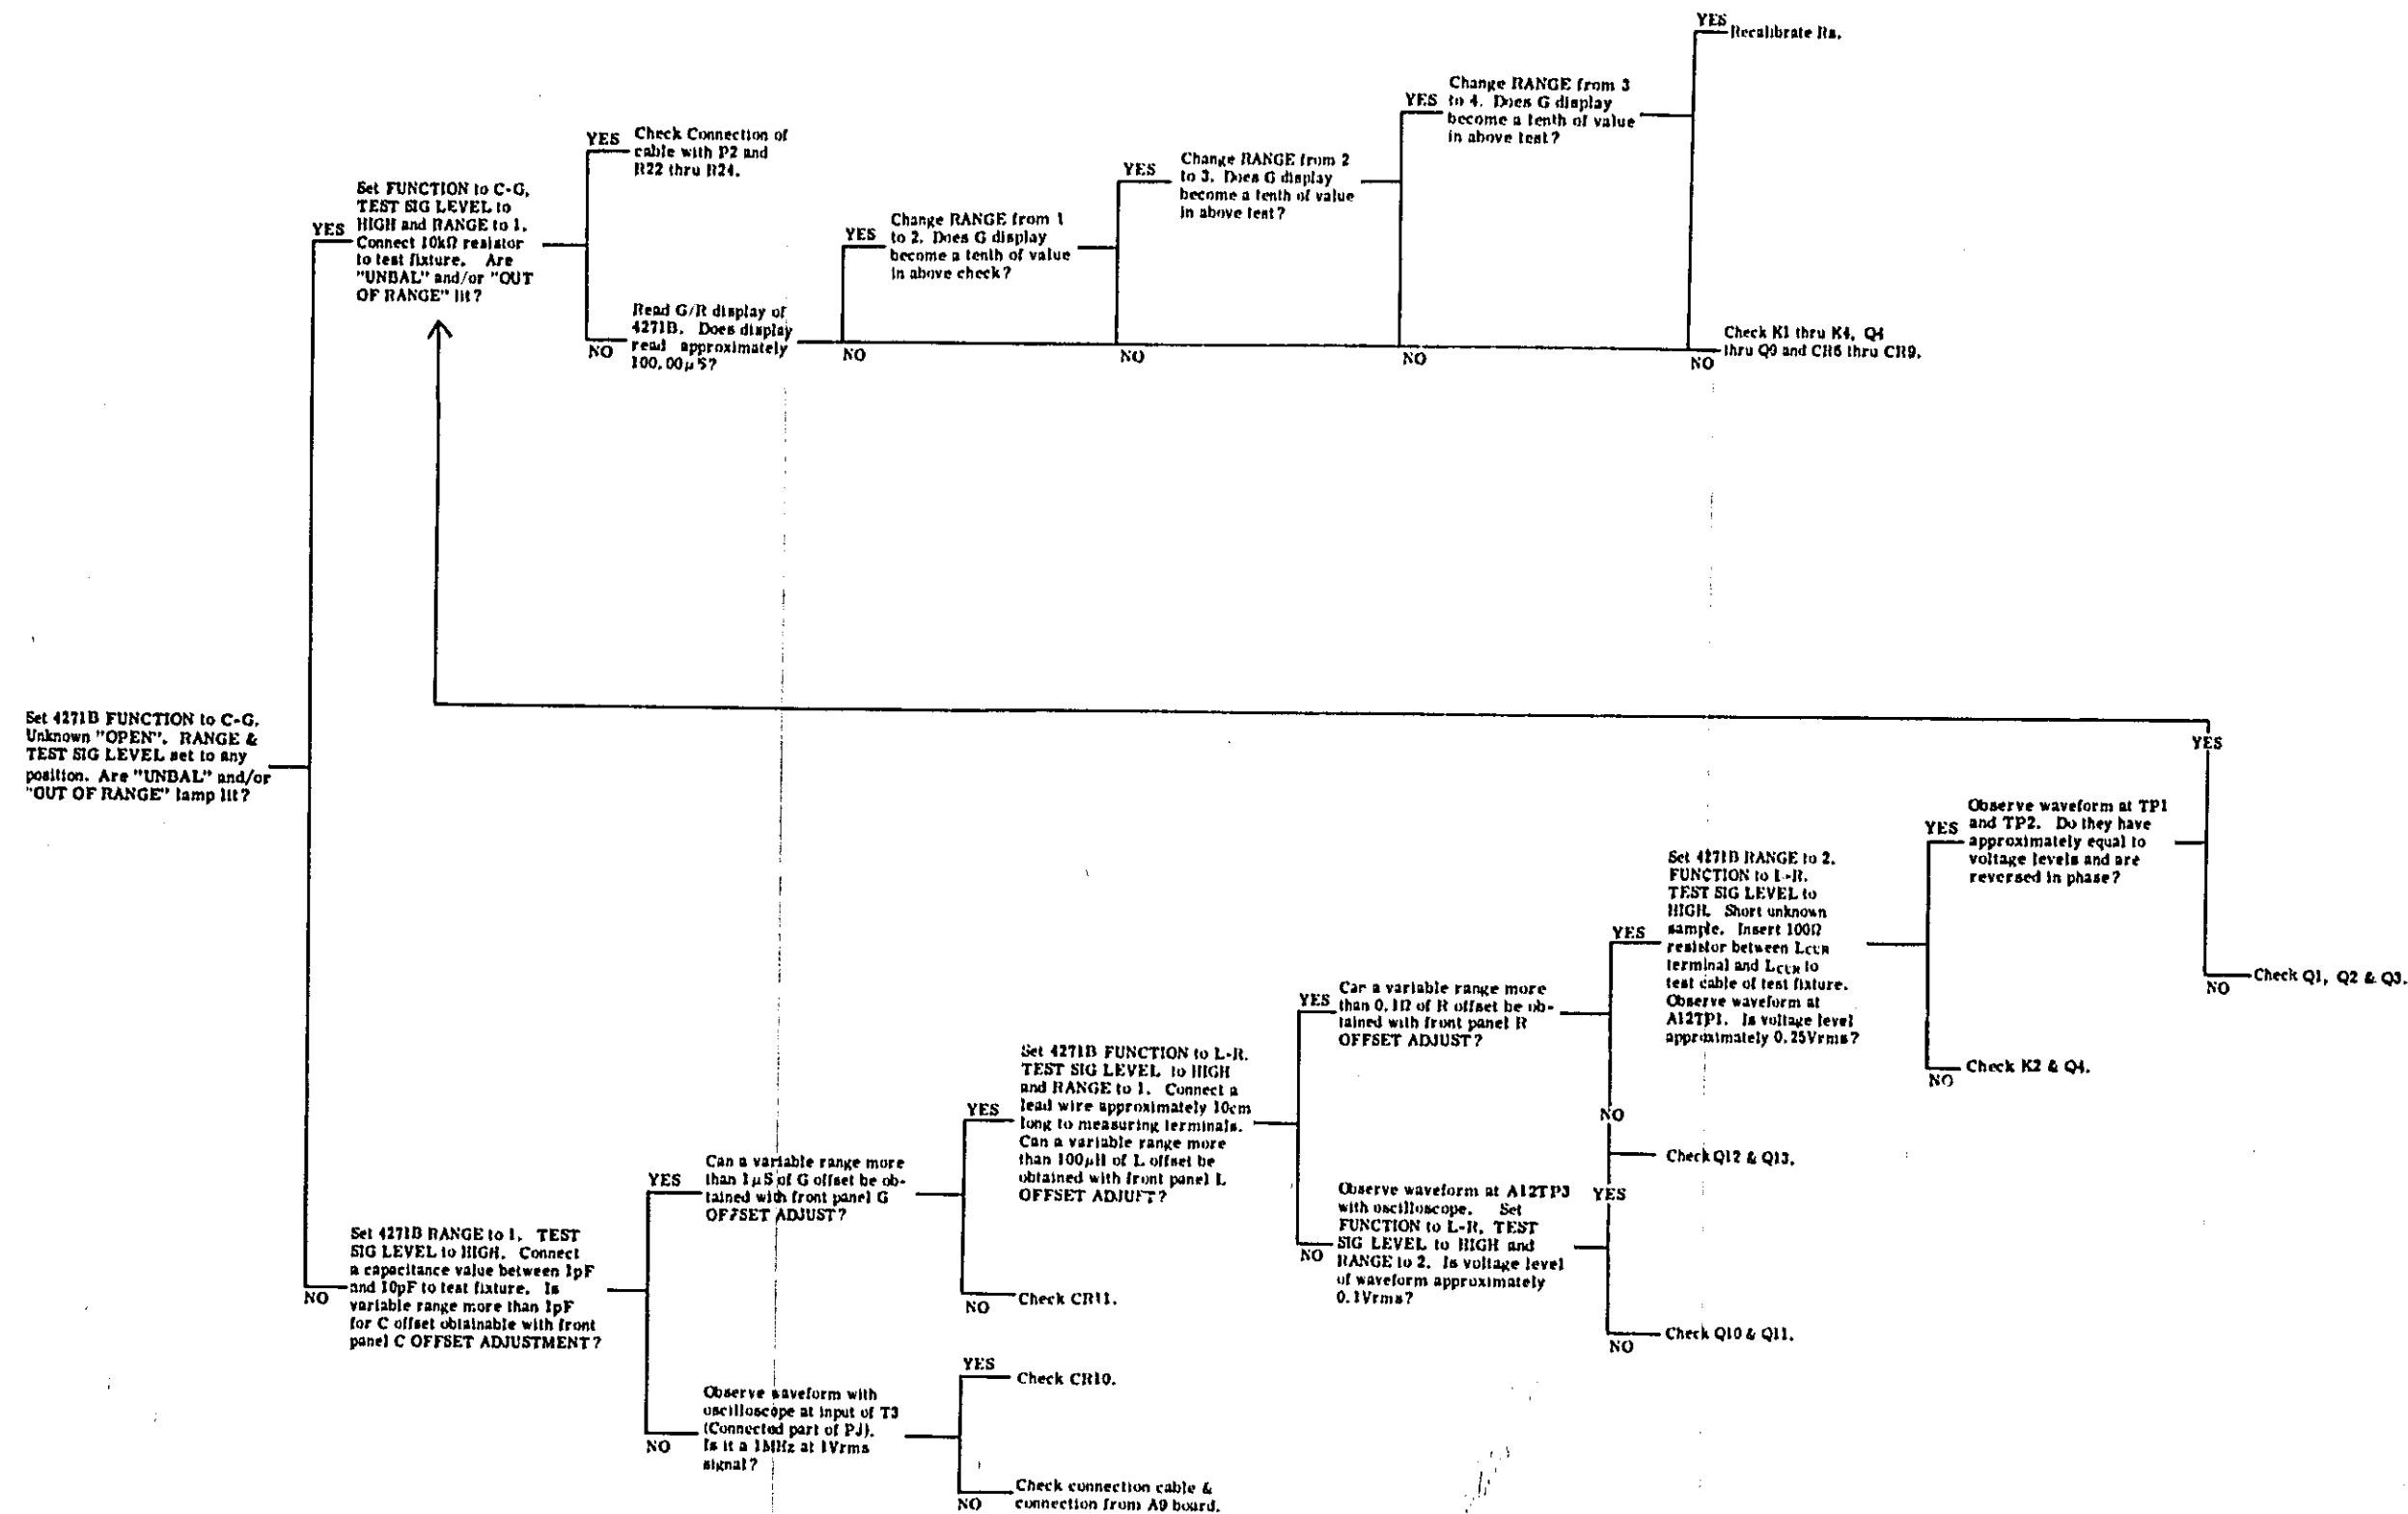 YES
Recalibrate Rs.
Change RANGE from 3
YES to 4. Does G display
become a tenth of value
in above test?
YES Check Connection of
cable with P2 and
R22 thru R24.
Change RANGE from 2
YES to 3. Does G display
become a tenth of value
in above test?
Set FUNCTION to C-G,
TEST SIG LEVEL to
YES HIGH and RANGE to 1.
Connect 10kΩ resistor
to test fixture. Are
"UNBAL" and/or "OUT
OF RANGE" lit?
Change RANGE from 1
YES to 2. Does G display
become a tenth of value
in above check?
Read G/R display of
4271B. Does display
NO read approximately
100.00µS?
NO
NO
NO
Check K1 thru K4, Q4
thru Q9 and CR6 thru CR9.
NO
Set 4271B FUNCTION to C-G.
Unknown "OPEN". RANGE &
TEST SIG LEVEL set to any
position. Are "UNBAL" and/or
"OUT OF RANGE" lamp lit?
YES
Observe waveform at TP1
YES and TP2. Do they have
approximately equal to
voltage levels and are
reversed in phase?
NO Check Q1, Q2 & Q3.
Set 4271B RANGE to 2.
FUNCTION to L-R.
TEST SIG LEVEL to
HIGH. Short unknown
YES sample. Insert 100Ω
resistor between LCUR
terminal and LCUR to
test cable of test fixture.
Observe waveform at
A12TP1. Is voltage level
approximately 0.25Vrms?
NO Check K2 & Q4.
Can a variable range more
YES than 0.1Ω of R offset be ob-
tained with front panel R
OFFSET ADJUST?
NO
Check Q12 & Q13.
YES
Set 4271B FUNCTION to L-R.
TEST SIG LEVEL to HIGH
and RANGE to 1. Connect a
YES lead wire approximately 10cm
long to measuring terminals.
Can a variable range more
than 100µH of L offset be
obtained with front panel L
OFFSET ADJUST?
Observe waveform at A12TP3
with oscilloscope. Set
FUNCTION to L-R, TEST
NO SIG LEVEL to HIGH and
RANGE to 2. Is voltage level
of waveform approximately
0.1Vrms?
NO Check Q10 & Q11.
Can a variable range more
YES than 1µS of G offset be ob-
tained with front panel G
OFFSET ADJUST?
NO Check CR11.
Set 4271B RANGE to 1. TEST
SIG LEVEL to HIGH. Connect
a capacitance value between 1pF
NO and 10pF to test fixture. Is
variable range more than 1pF
for C offset obtainable with front
panel C OFFSET ADJUSTMENT?
YES
Check CR10.
Observe waveform with
oscilloscope at input of T3
(Connected part of PJ).
NO Is it a 1MHz at 1Vrms
signal?
Check connection cable &
NO connection from A9 board.